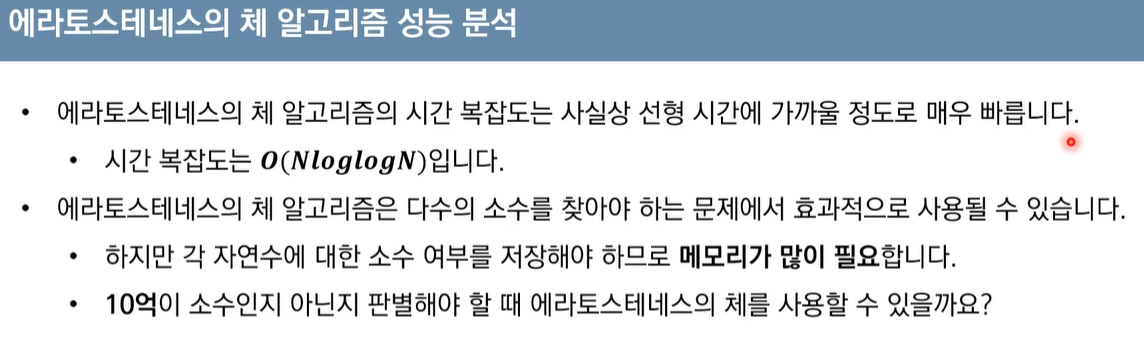 에라토스테네스의 체 알고리즘 성능 분석
• 에라토스테네스의 체 알고리즘의 시간 복잡도는 사실상 선형 시간에 가까울 정도로 매우 빠릅니다.
• 시간 복잡도는 O(NloglogN)입니다.
• 에라토스테네스의 체 알고리즘은 다수의 소수를 찾아야 하는 문제에서 효과적으로 사용될 수 있습니다.
• 하지만 각 자연수에 대한 소수 여부를 저장해야 하므로 메모리가 많이 필요합니다.
• 10억이 소수인지 아닌지 판별해야 할 때 에라토스테네스의 체를 사용할 수 있을까요?